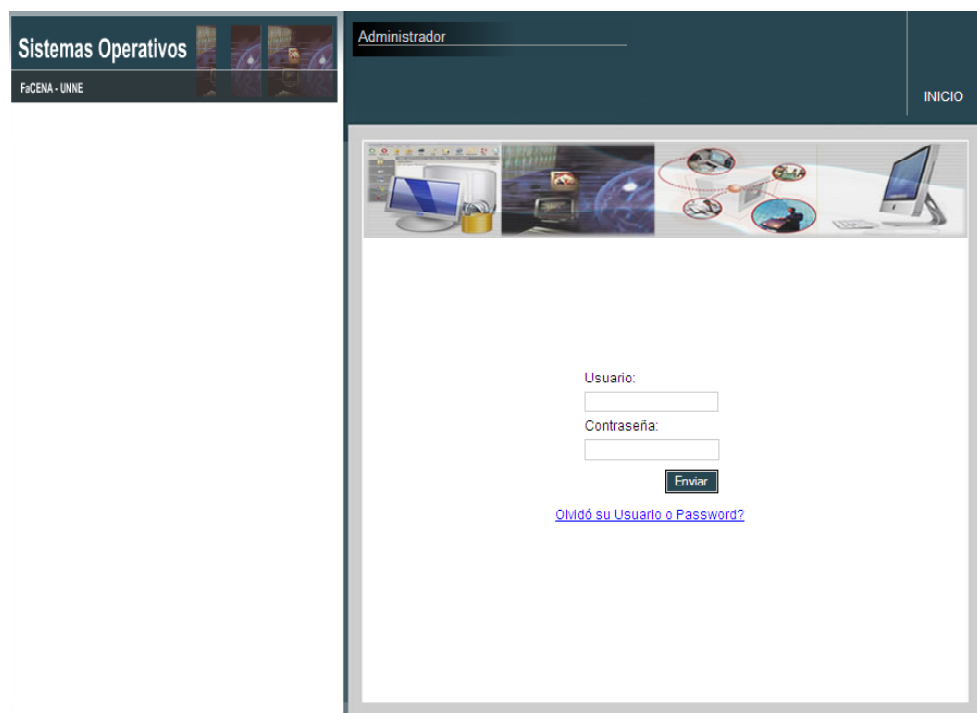 Sistemas Operativos
FaCENA - UNNE
Administrador
INICIO
Usuario:
Contraseña:
Enviar
Olvidó su Usuario o Password?